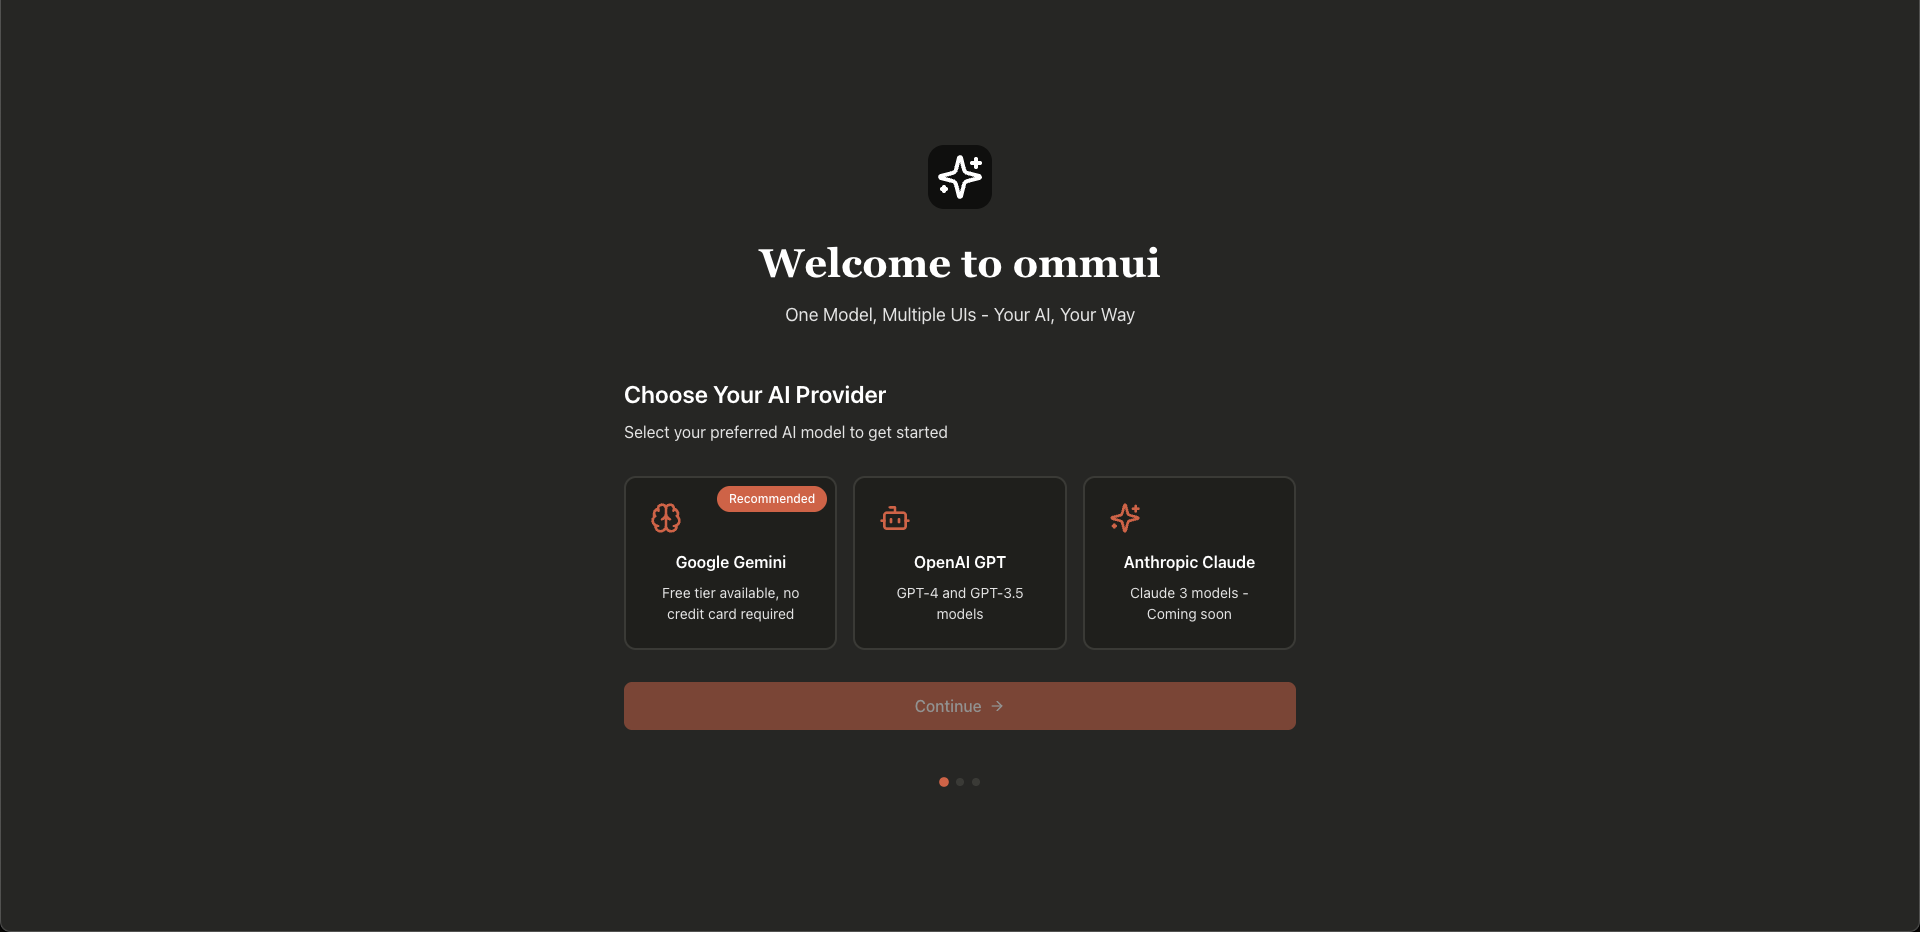 Welcome to ommui
One Model, Multiple UIs - Your AI, Your Way
Choose Your AI Provider
Select your preferred AI model to get started
Recommended
Google Gemini
Free tier available, no
credit card required
OpenAI GPT
GPT-4 and GPT-3.5
models
Anthropic Claude
Claude 3 models -
Coming soon
Continue →